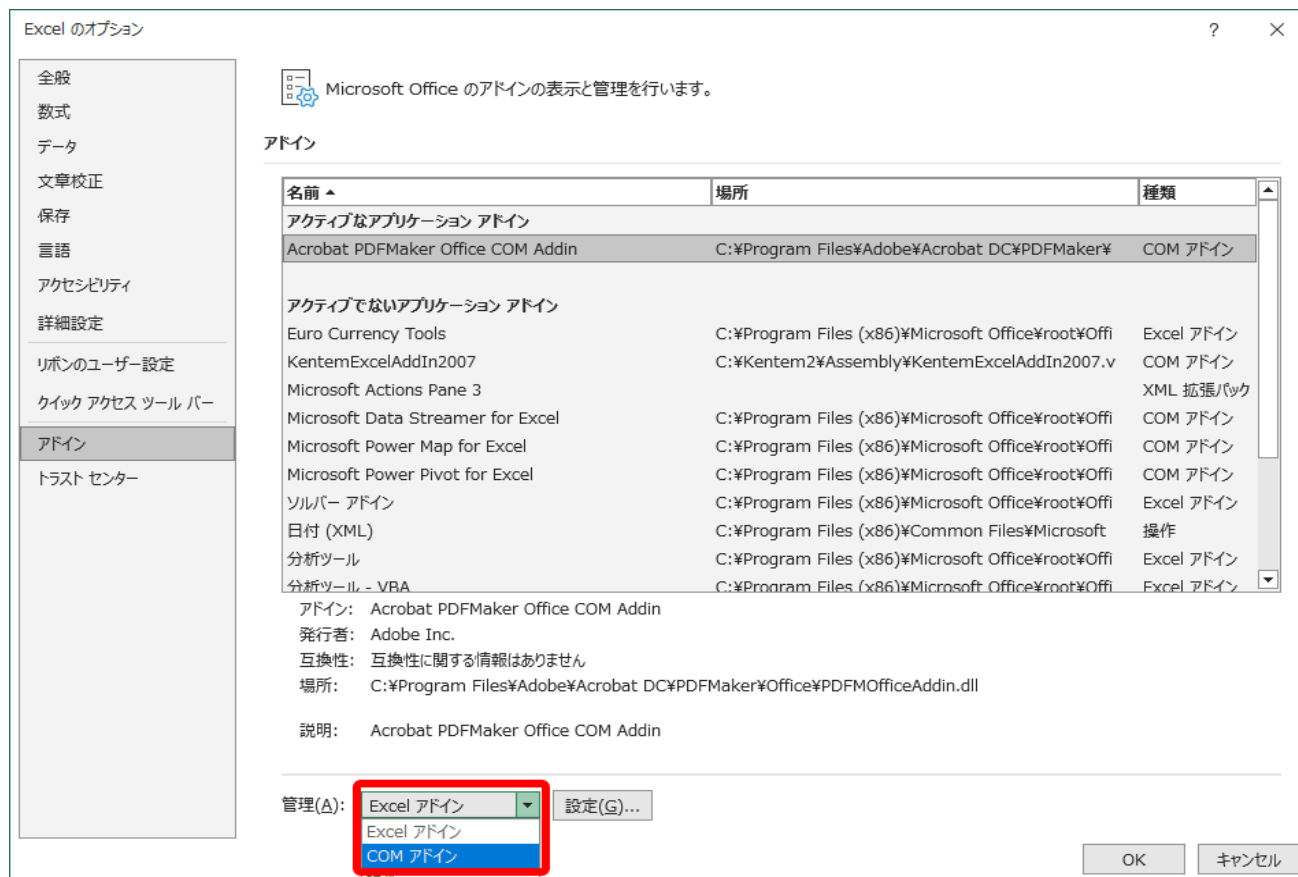 Excel のオプション
?
全般
数式
データ
文章校正
保存
言語
アクセシビリティ
詳細設定
リボンのユーザー設定
クイック アクセス ツール バー
アドイン
トラスト センター
Microsoft Office のアドインの表示と管理を行います。
アドイン
名前 場所 種類
アクティブなアプリケーション アドイン
Acrobat PDFMaker Office COM Addin C:¥Program Files¥Adobe¥Acrobat DC¥PDFMaker¥ COM アドイン
アクティブでないアプリケーション アドイン
Euro Currency Tools C:¥Program Files (x86)¥Microsoft Office¥root¥Offi Excel アドイン
KentemExcelAddIn2007 C:¥Kentem2¥Assembly¥KentemExcelAddIn2007.v COM アドイン
Microsoft Actions Pane 3 XML 拡張パック
Microsoft Data Streamer for Excel C:¥Program Files (x86)¥Microsoft Office¥root¥Offi COM アドイン
Microsoft Power Map for Excel C:¥Program Files (x86)¥Microsoft Office¥root¥Offi COM アドイン
Microsoft Power Pivot for Excel C:¥Program Files (x86)¥Microsoft Office¥root¥Offi COM アドイン
ソルバー アドイン C:¥Program Files (x86)¥Microsoft Office¥root¥Offi Excel アドイン
日付 (XML) C:¥Program Files (x86)¥Common Files¥Microsoft 操作
分析ツール C:¥Program Files (x86)¥Microsoft Office¥root¥Offi Excel アドイン
分析ツール - VBA C:¥Program Files (x86)¥Microsoft Office¥root¥Offi Excel アドイン
アドイン: Acrobat PDFMaker Office COM Addin
発行者: Adobe Inc.
互換性: 互換性に関する情報はありません
場所: C:¥Program Files¥Adobe¥Acrobat DC¥PDFMaker¥Office¥PDFMOfficeAddin.dll
説明: Acrobat PDFMaker Office COM Addin
管理(A): Excel アドイン 設定(G)...
Excel アドイン
COM アドイン
OK キャンセル